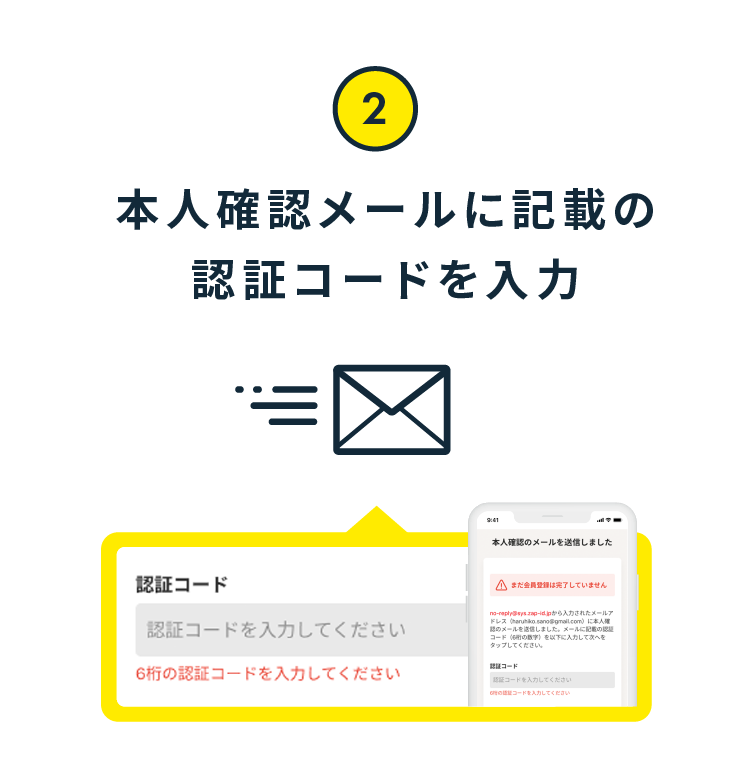 2
本人確認メールに記載の
認証コードを入力
認証コード
認証コードを入力してください
6桁の認証コードを入力してください
9:41
本人確認のメールを送信しました
まだ会員登録は完了していません
no-reply@sys.zap-id.jpから入力されたメールア
ドレス（haruhiko.sano@gmail.com）に本人確
認のメールを送信しました。メールに記載の認証
コード（6桁の数字）を以下に入力して次へを
タップしてください。
認証コード
認証コードを入力してください
6桁の認証コードを入力してください